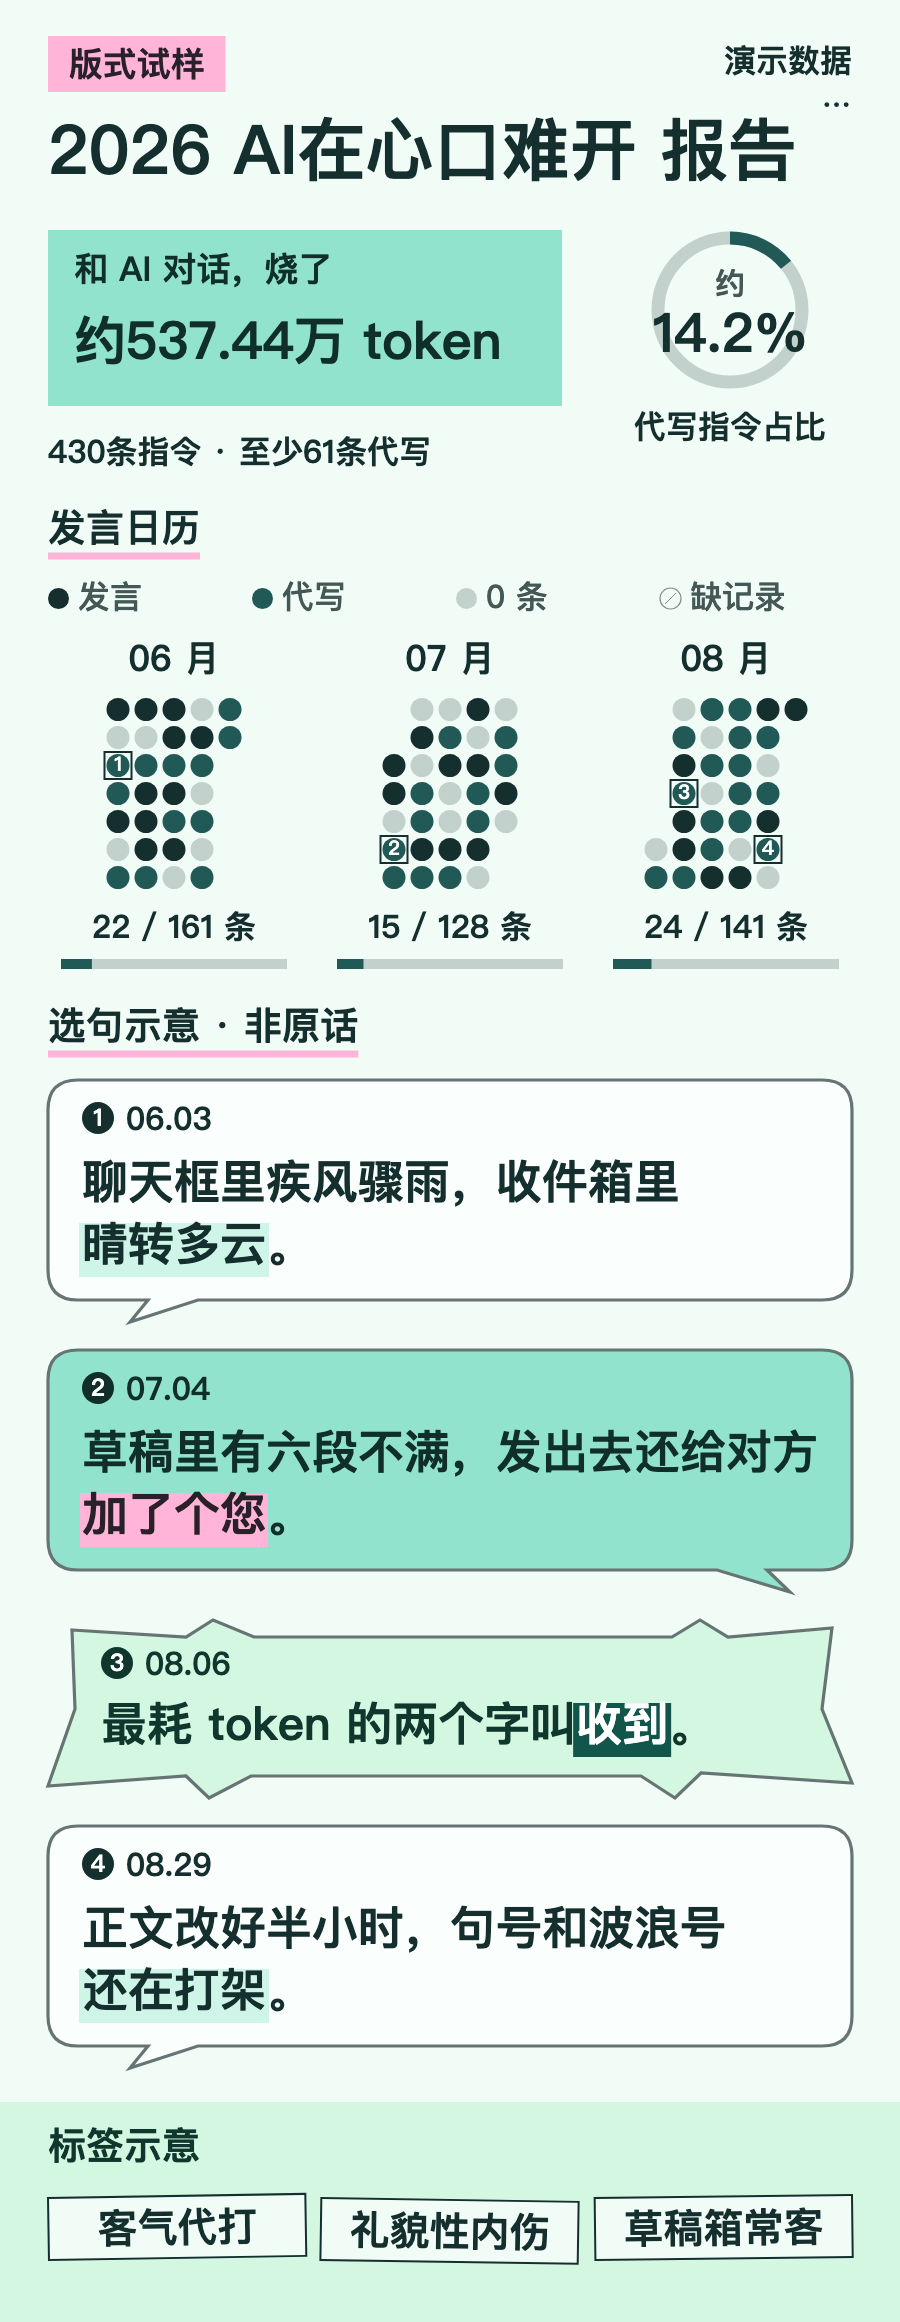 版式试样
演示数据
…
2026 AI在心口难开 报告
和 AI 对话，烧了
约537.44万 token
约
14.2%
代写指令占比
430条指令 · 至少61条代写
发言日历
发言
代写
0 条
缺记录
06 月
07 月
08 月
1
2
3
4
22 / 161 条
15 / 128 条
24 / 141 条
选句示意 · 非原话
1 06.03
聊天框里疾风骤雨，收件箱里
晴转多云。
2 07.04
草稿里有六段不满，发出去还给对方
加了个您。
3 08.06
最耗 token 的两个字叫收到。
4 08.29
正文改好半小时，句号和波浪号
还在打架。
标签示意
客气代打
礼貌性内伤
草稿箱常客